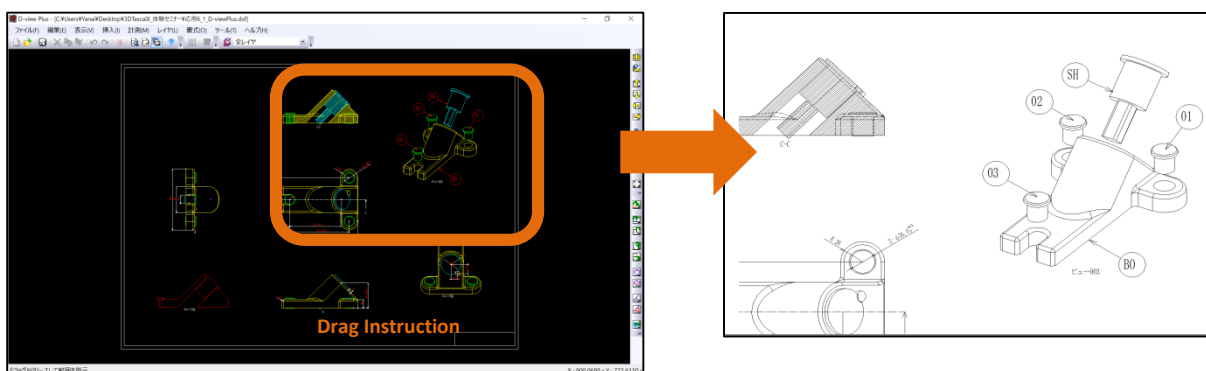 D-view Plus - [C:¥Users¥Yanai¥Desktop¥3DTascalX_体験セミナー¥応用6_1_D-viewPlus.dxf]
ファイル(F) 編集(E) 表示(V) 挿入(I) 計測(M) レイヤ(L) 書式(O) ツール(T) ヘルプ(H)
全レイヤ
Drag Instruction
SH
02
01
C-C
03
B0
ビュー003